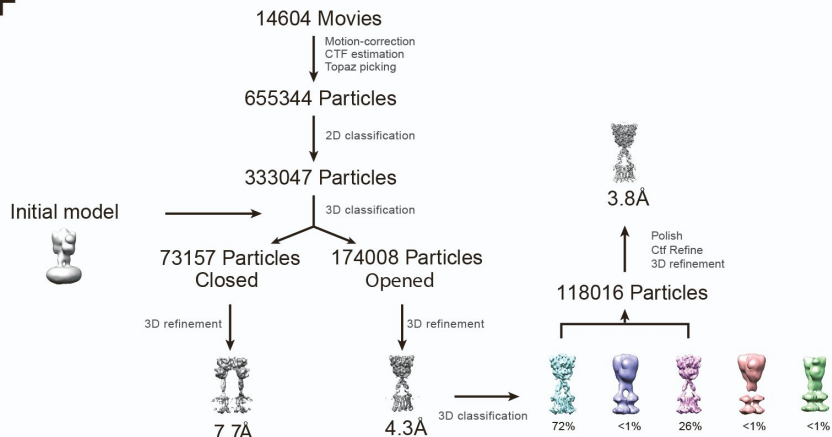 14604 Movies
Motion-correction
CTF estimation
Topaz picking
655344 Particles
2D classification
333047 Particles
3D classification
Initial model
73157 Particles
Closed
174008 Particles
Opened
3D refinement
3D refinement
7.7Å
4.3Å
3D classification
3.8Å
Polish
Ctf Refine
3D refinement
118016 Particles
72%
<1%
26%
<1%
<1%